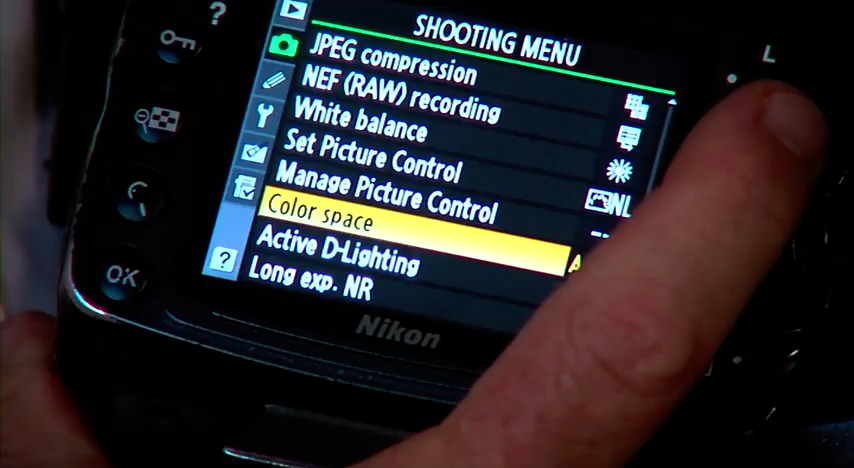 ?
SHOOTING MENU
L
JPEG compression
NEF (RAW) recording
White balance
Set Picture Control
NL
Manage Picture Control
--
Color space
A
Active D-Lighting
Long exp. NR
?
OK
Nikon